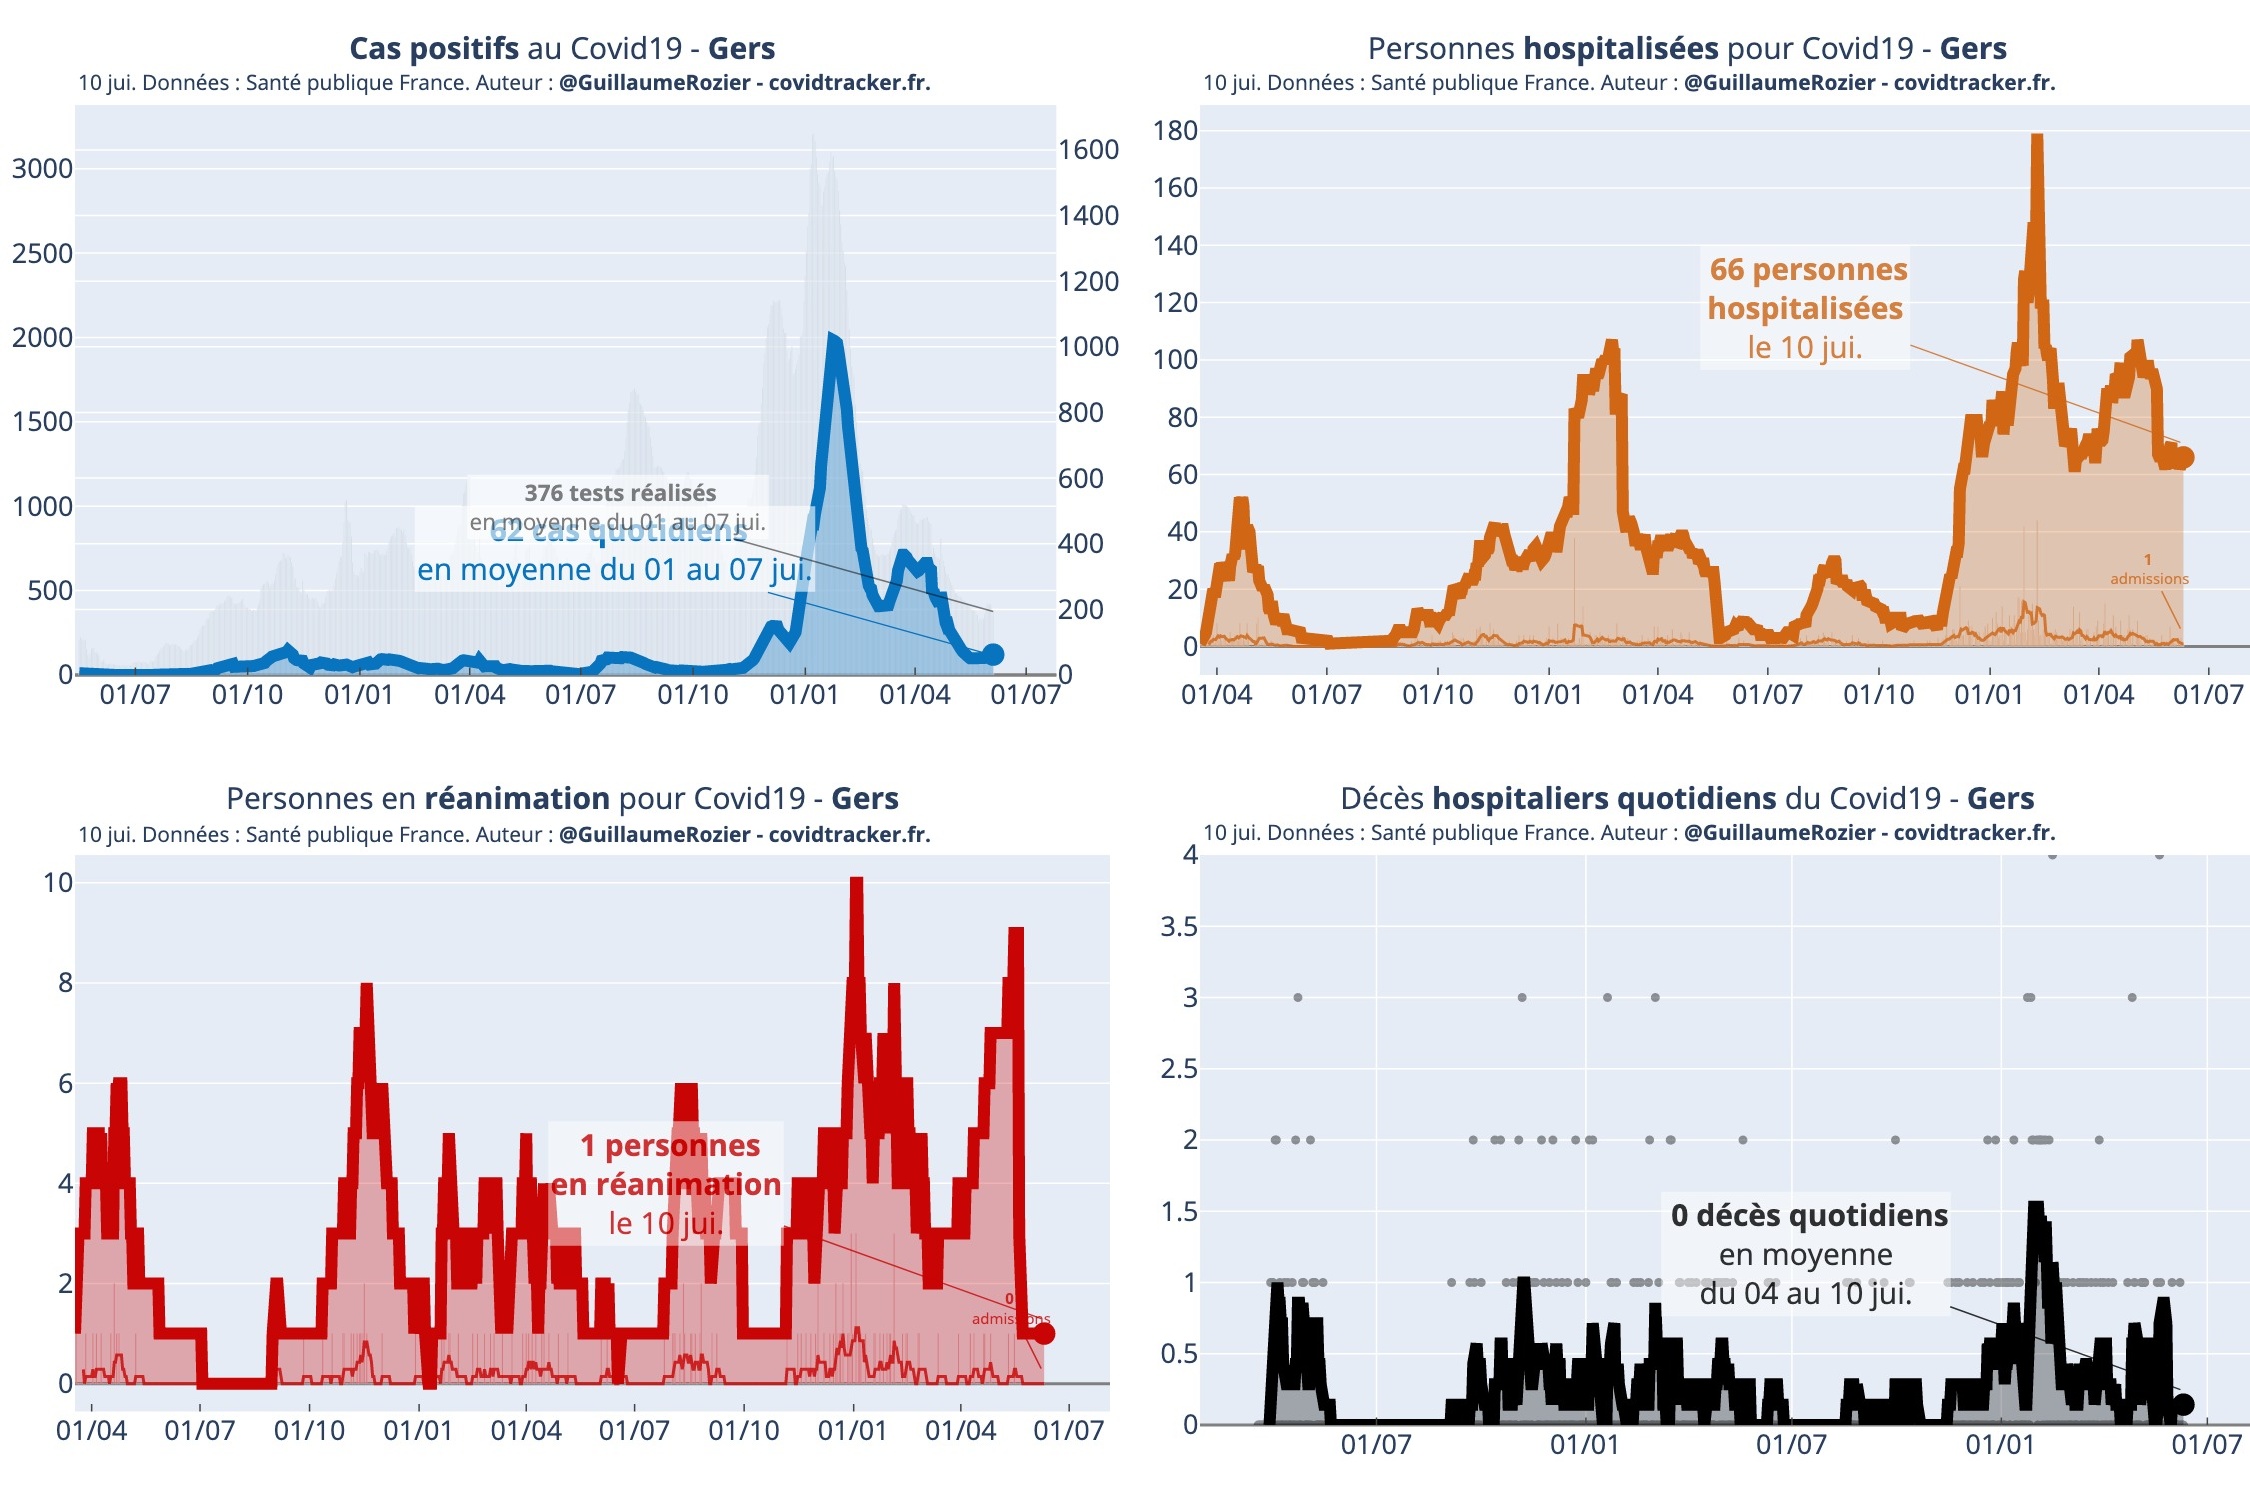 Cas positifs au Covid19 - Gers
10 jui. Données : Santé publique France. Auteur : @GuillaumeRozier - covidtracker.fr.
3000
2500
2000
1500
1000
500
0
1600
1400
1200
1000
800
600
400
200
0
376 tests réalisés
en moyenne du 01 au 07 jui.
62 cas quotidiens
en moyenne du 01 au 07 jui.
01/07 01/10 01/01 01/04 01/07 01/10 01/01 01/04 01/07
Personnes hospitalisées pour Covid19 - Gers
10 jui. Données : Santé publique France. Auteur : @GuillaumeRozier - covidtracker.fr.
180
160
140
120
100
80
60
40
20
0
66 personnes
hospitalisées
le 10 jui.
1
admissions
01/04 01/07 01/10 01/01 01/04 01/07 01/10 01/01 01/04 01/07
Personnes en réanimation pour Covid19 - Gers
10 jui. Données : Santé publique France. Auteur : @GuillaumeRozier - covidtracker.fr.
10
8
6
4
2
0
1 personnes
en réanimation
le 10 jui.
0
admissions
01/04 01/07 01/10 01/01 01/04 01/07 01/10 01/01 01/04 01/07
Décès hospitaliers quotidiens du Covid19 - Gers
10 jui. Données : Santé publique France. Auteur : @GuillaumeRozier - covidtracker.fr.
4
3.5
3
2.5
2
1.5
1
0.5
0
0 décès quotidiens
en moyenne
du 04 au 10 jui.
01/07 01/01 01/07 01/01 01/07